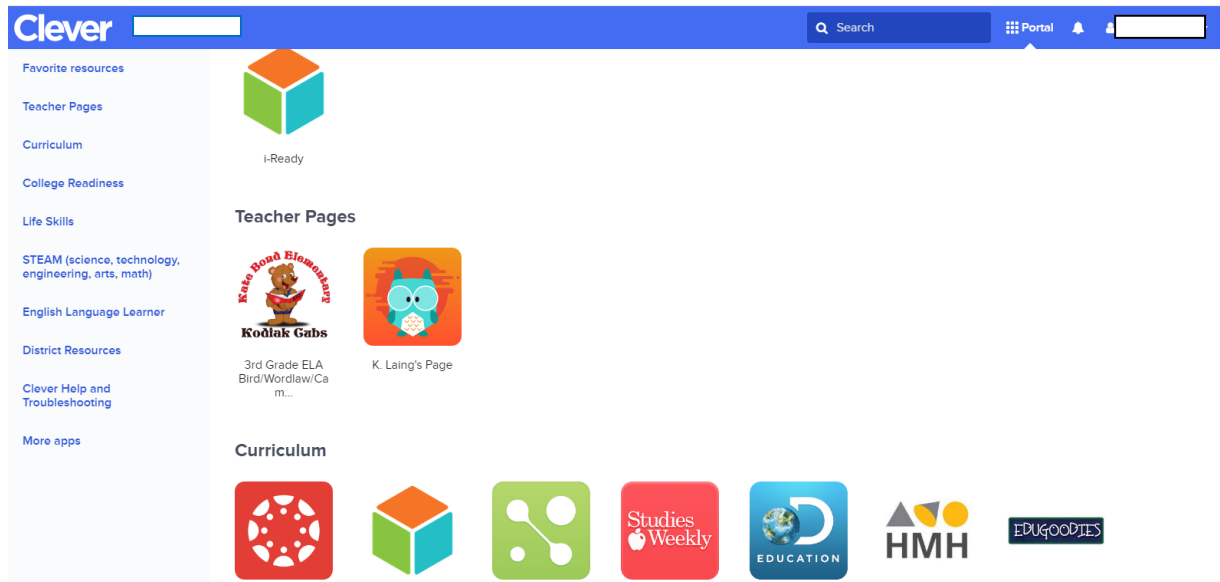 Clever
Search
Portal
Favorite resources
Teacher Pages
Curriculum
College Readiness
Life Skills
STEAM (science, technology,
engineering, arts, math)
English Language Learner
District Resources
Clever Help and
Troubleshooting
More apps
i-Ready
Teacher Pages
Kate Bond Elementary
Kodiak Cubs
3rd Grade ELA
Bird/Wordlaw/Ca
m...
K. Laing's Page
Curriculum
Studies
Weekly
EDUCATION
HMH
EDUGOODIES